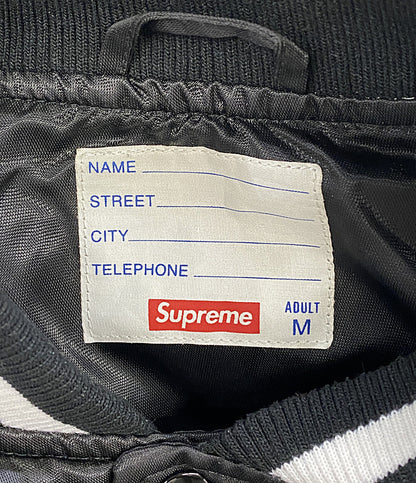 NAME
STREET
CITY
TELEPHONE
Supreme
ADULT
M